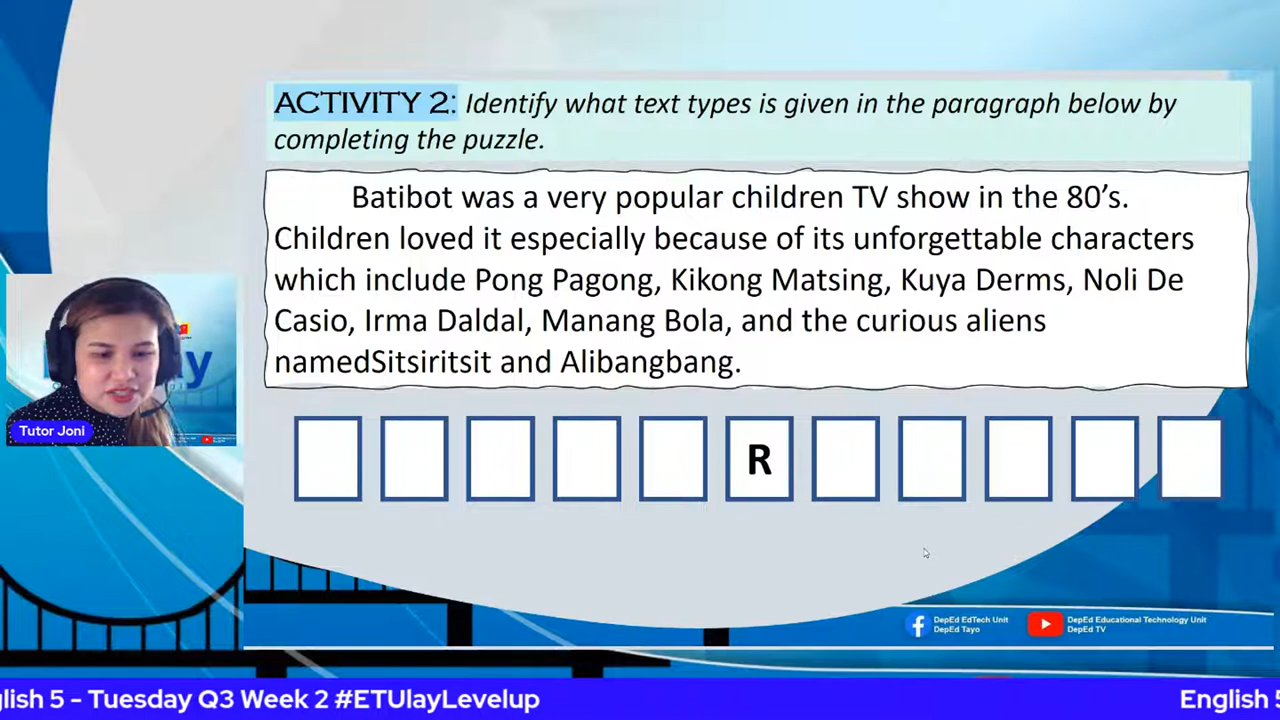 ACTIVITY 2: Identify what text types is given in the paragraph below by
completing the puzzle.
Batibot was a very popular children TV show in the 80’s.
Children loved it especially because of its unforgettable characters
which include Pong Pagong, Kikong Matsing, Kuya Derms, Noli De
Casio, Irma Daldal, Manang Bola, and the curious aliens
namedSitsiritsit and Alibangbang.
R
Tutor Joni
DepEd EdTech Unit
DepEd Tayo
DepEd Educational Technology Unit
DepEd TV
glish 5 - Tuesday Q3 Week 2 #ETUlayLevelup
English 5